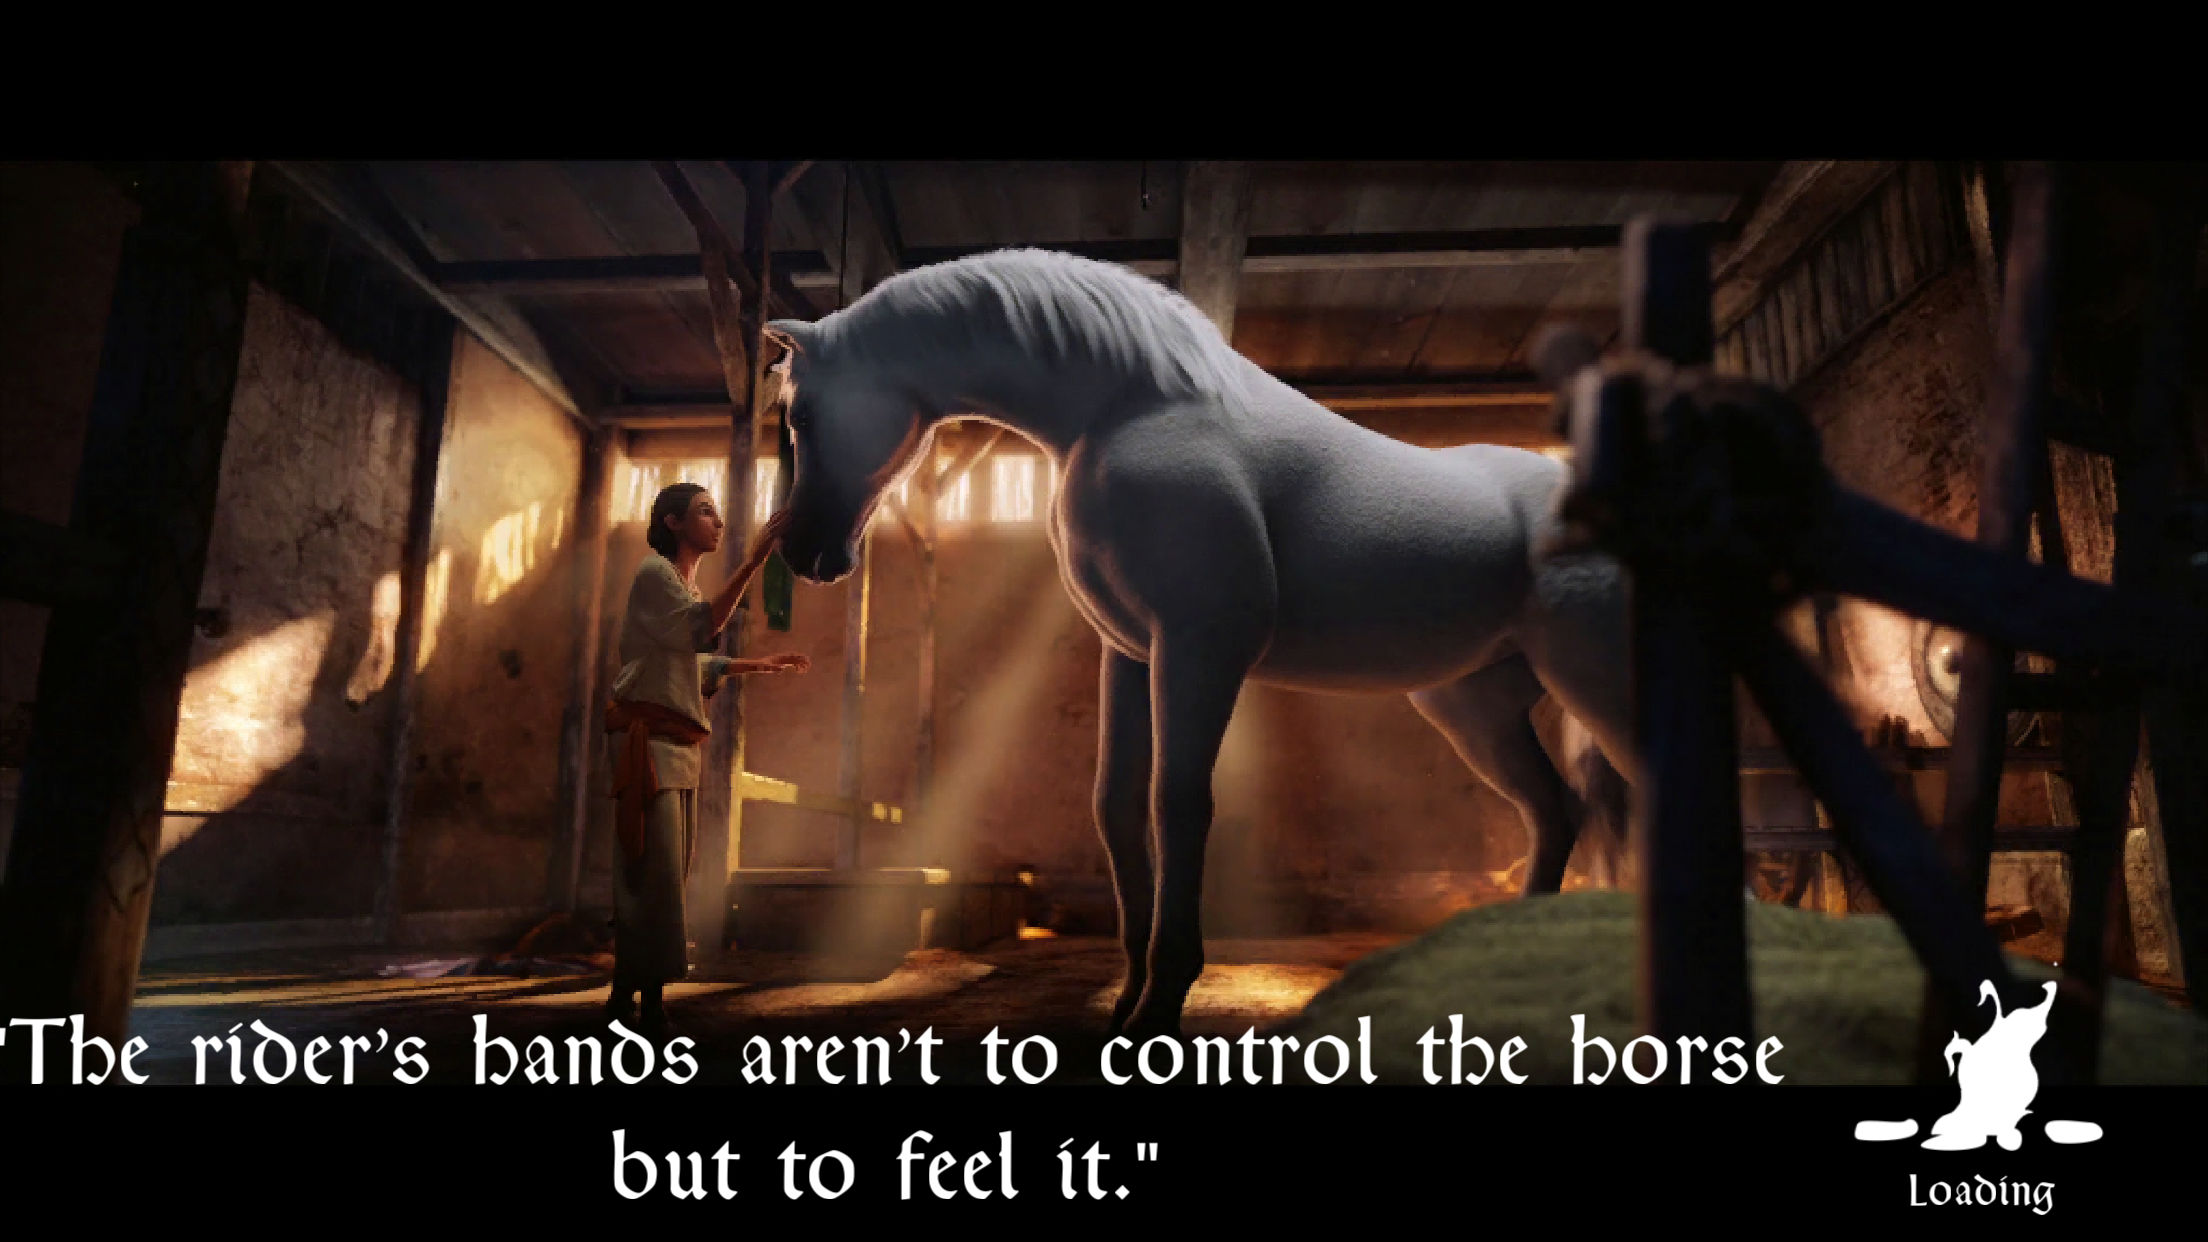 "The rider's hands aren't to control the horse
but to feel it."
Loading